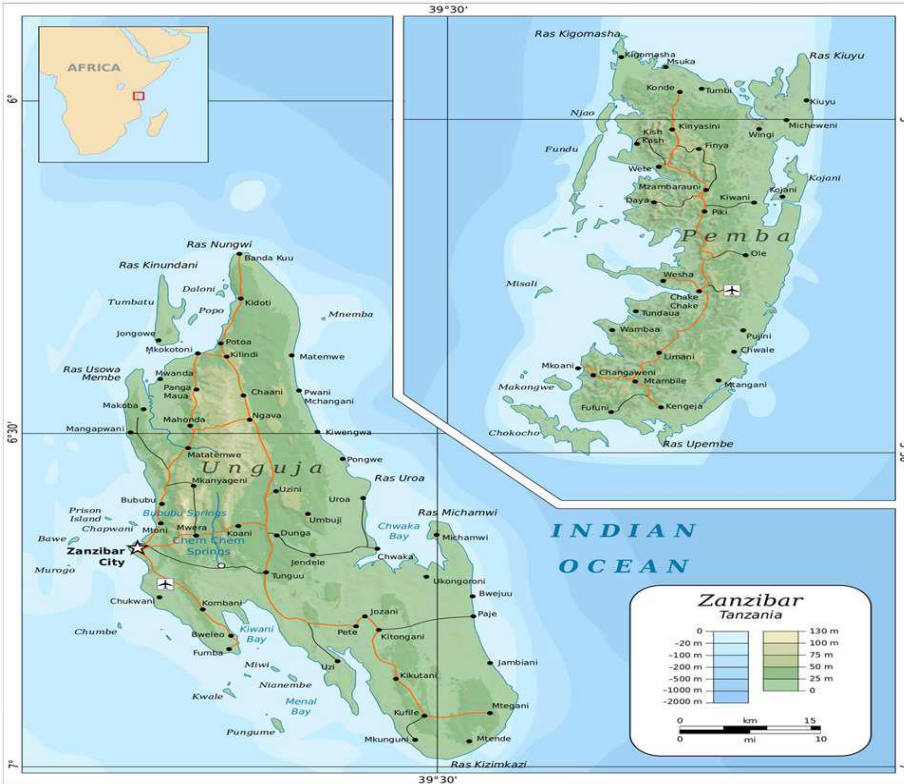 39°30'
AFRICA
6°
Ras Kigomasha
Kigomasha
Msuka
Ras Kiuyu
Konde
Tumbi
Kiuyu
Njao
Kinyasini
Micheweni
Wingi
Kish
Kash
Finya
Fundu
Wete
Mzambarauni
Kojani
Kojani
Daya
Kiwani
Piki
Pemba
Ole
Wesha
Misali
Chake
Chake
Tundaua
Wambaa
Pujini
Limani
Chwale
Mkoani
Changaweni
Mtambile
Mtangani
Makongwe
Fufuni
Kengeja
Chokocho
Ras Upembe
Ras Nungwi
Banda Kuu
Ras Kinundani
Daloni
Tumbatu
Kidoti
Popo
Mnemba
Jongowe
Potoa
Mkokotoni
Kilindi
Matemwe
Ras Usowa
Membe
Mwanda
Panga
Maua
Chaani
Pwani
Mchangani
Makoba
Mahonda
Ngava
Mangapwani
Kiwengwa
6°30'
Matatemwe
Unguja
Pongwe
Mkanyageni
Uzini
Ras Uroa
Uroa
Bububu
Bububu Springs
Umbuji
Prison
Island
Chapwani
Mtoni
Mwera
Koani
Dunga
Chwaka
Bay
Ras Michamwi
Michamwi
Bawe
Zanzibar
City
Chem Chem
Springs
Jendele
Chwaka
Murogo
Tunguu
Ukongoroni
Chukwani
Kombani
Bwejuu
Jozani
Paje
Chumbe
Bweleo
Kiwani
Bay
Pete
Kitongani
Fumba
Miwi
Uzi
Jambiani
Nianembe
Kwale
Kikutani
Menai
Bay
Pungume
Kufile
Mtegani
Mkunguni
Mtende
Ras Kizimkazi
7°
39°30'
INDIAN
OCEAN
Zanzibar
Tanzania
0
-20 m
-100 m
-200 m
-500 m
-1000 m
-2000 m
130 m
100 m
75 m
50 m
25 m
0
0 km 15
0 mi 10